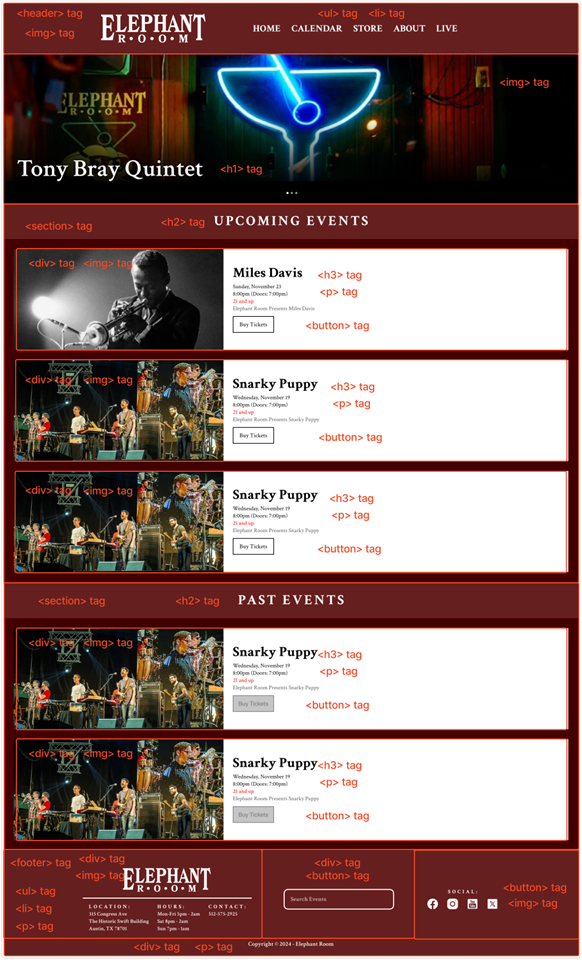 <header> tag
<img> tag
ELEPHANT
R·O·O·M
<ul> tag <li> tag
HOME CALENDAR STORE ABOUT LIVE
ELEPHANT
R·O·O·M
<img> tag
Tony Bray Quintet <h1> tag
<section> tag <h2> tag UPCOMING EVENTS
<div> tag <img> tag
Miles Davis <h3> tag
Sunday, November 23
8:00pm (Doors: 7:00pm) <p> tag
21 and up
Elephant Room Presents Miles Davis
Buy Tickets <button> tag
<div> tag <img> tag
Snarky Puppy <h3> tag
Wednesday, November 19
8:00pm (Doors: 7:00pm) <p> tag
21 and up
Elephant Room Presents Snarky Puppy
Buy Tickets <button> tag
<div> tag <img> tag
Snarky Puppy <h3> tag
Wednesday, November 19
8:00pm (Doors: 7:00pm) <p> tag
21 and up
Elephant Room Presents Snarky Puppy
Buy Tickets <button> tag
<section> tag <h2> tag PAST EVENTS
<div> tag <img> tag
Snarky Puppy <h3> tag
Wednesday, November 19
8:00pm (Doors: 7:00pm) <p> tag
21 and up
Elephant Room Presents Snarky Puppy
Buy Tickets <button> tag
<div> tag <img> tag
Snarky Puppy <h3> tag
Wednesday, November 19
8:00pm (Doors: 7:00pm) <p> tag
21 and up
Elephant Room Presents Snarky Puppy
Buy Tickets <button> tag
<footer> tag <div> tag
<img> tag
ELEPHANT
R·O·O·M
<ul> tag
<li> tag
<p> tag
LOCATION:
315 Congress Ave
The Historic Swift Building
Austin, TX 78701
HOURS:
Mon-Fri 5pm - 2am
Sat 8pm - 2am
Sun 7pm - 1am
CONTACT:
512-575-2925
<div> tag
<button> tag
Search Events
SOCIAL:
<button> tag
<img> tag
<div> tag <p> tag Copyright © 2024 - Elephant Room